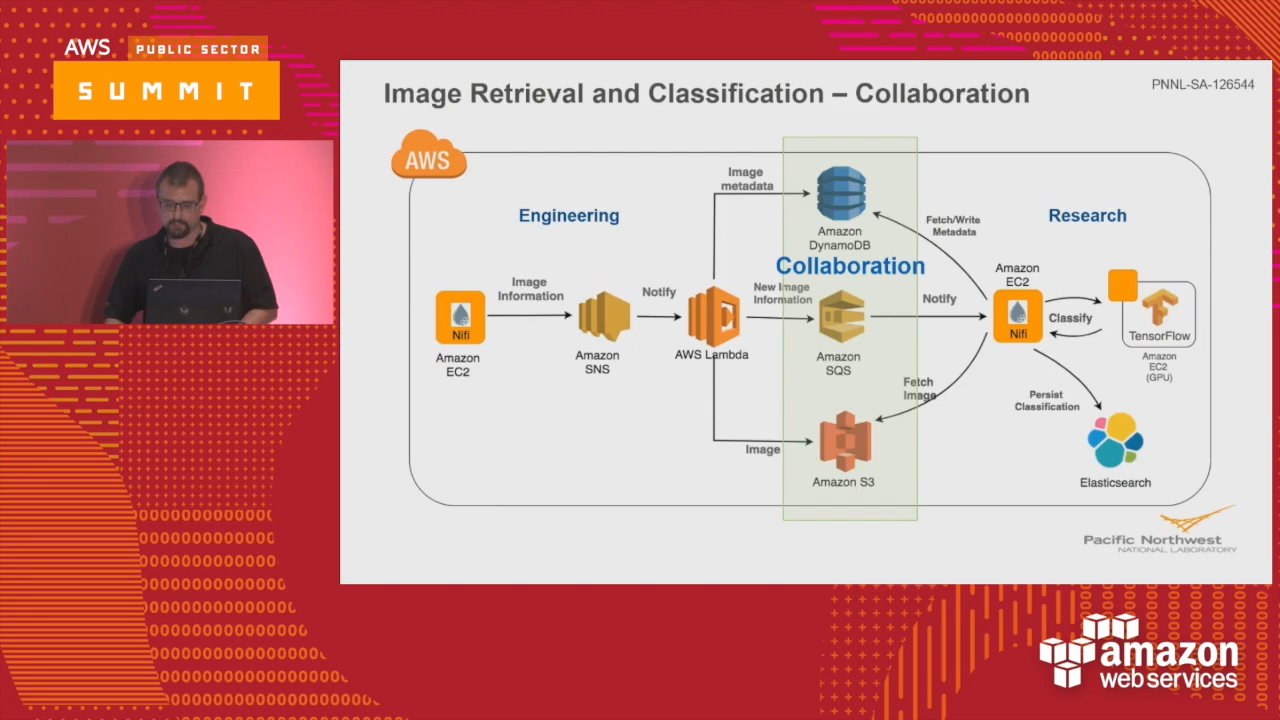 AWS PUBLIC SECTOR
SUMMIT
Image Retrieval and Classification – Collaboration
PNNL-SA-126544
AWS
Engineering
Research
Collaboration
Image
metadata
Amazon
DynamoDB
Fetch/Write
Metadata
Image
Information
Notify
New Image
Information
Notify
Amazon
EC2
Nifi
Amazon
EC2
Amazon
SNS
AWS Lambda
Amazon
SQS
Nifi
Classify
TensorFlow
Amazon
EC2
(GPU)
Fetch
Image
Persist
Classification
Image
Amazon S3
Elasticsearch
Pacific Northwest
NATIONAL LABORATORY
amazon
web services